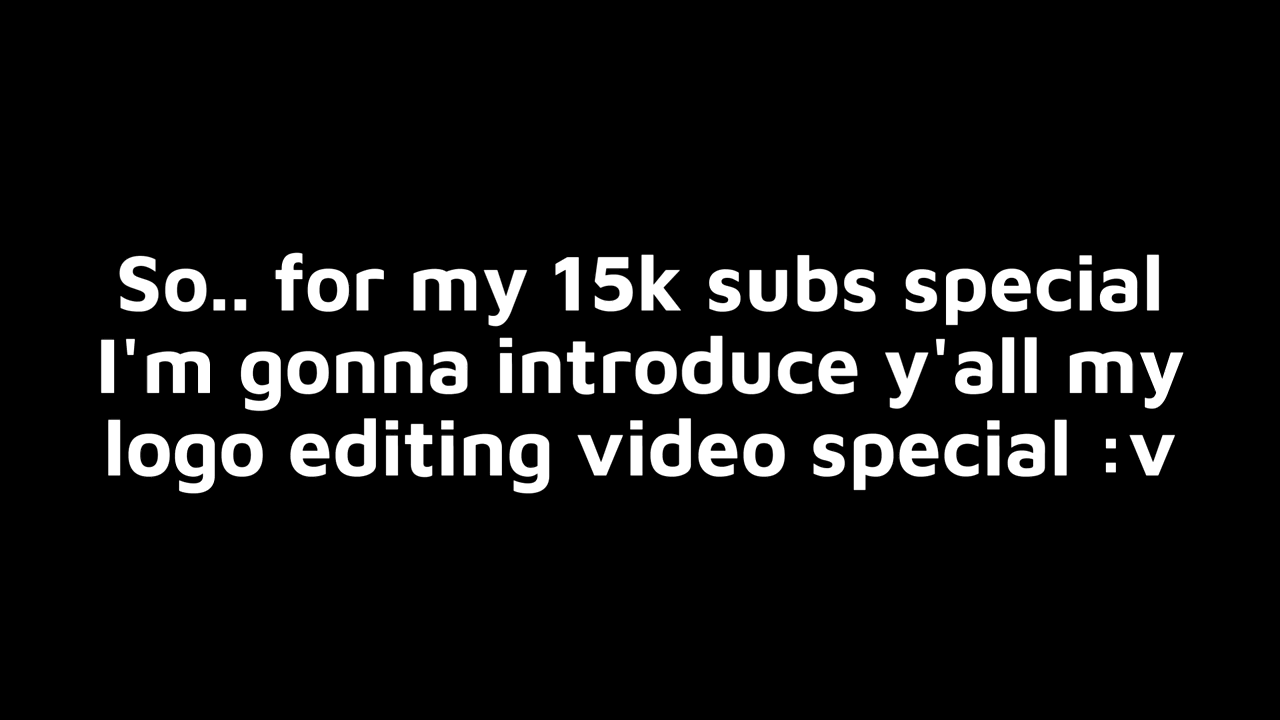 So.. for my 15k subs special
I'm gonna introduce y'all my
logo editing video special :v